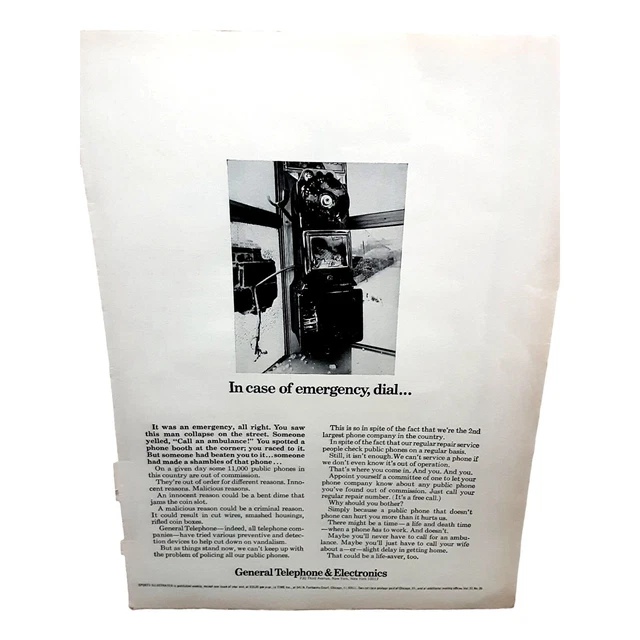 In case of emergency, dial...
It was an emergency, all right. You saw
this man collapse on the street. Someone
yelled, "Call an ambulance!" You spotted a
phone booth at the corner; you raced to it.
But someone had beaten you to it...someone
had made a shambles of that phone...
On a given day some 11,000 public phones in
this country are out of commission.
They're out of order for different reasons. Inno-
cent reasons. Malicious reasons.
An innocent reason could be a bent dime that
jams the coin slot.
A malicious reason could be a criminal reason.
It could result in cut wires, smashed housings,
rifled coin boxes.
General Telephone—indeed, all telephone com-
panies—have tried various preventive and detec-
tion devices to help cut down on vandalism.
But as things stand now, we can't keep up with
the problem of policing all our public phones.
This is so in spite of the fact that we're the 2nd
largest phone company in the country.
In spite of the fact that our regular repair service
people check public phones on a regular basis.
Still, it isn't enough. We can't service a phone if
we don't even know it's out of operation.
That's where you come in. And you. And you.
Appoint yourself a committee of one to let your
phone company know about any public phone
you've found out of commission. Just call your
regular repair number. (It's a free call.)
Why should you bother?
Simply because a public phone that doesn't
phone can hurt you more than it hurts us.
There might be a time—a life and death time
—when a phone has to work. And doesn't.
Maybe you'll never have to call for an ambu-
lance. Maybe you'll just have to call your wife
about a—er—slight delay in getting home.
That could be a life-saver, too.
General Telephone & Electronics
Third Avenue, New York, New York
SPORTS ILLUSTRATED is published weekly